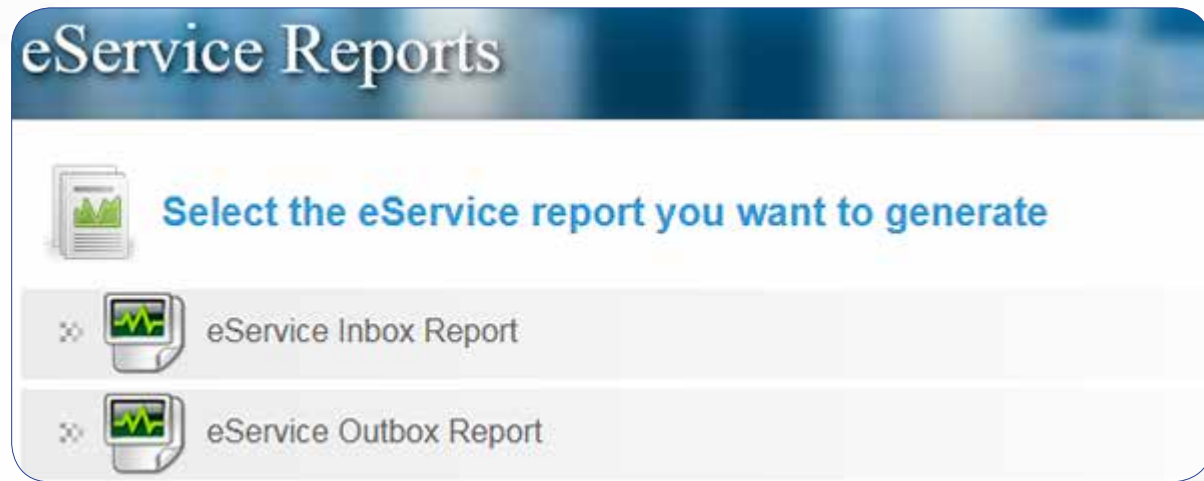 eService Reports
Select the eService report you want to generate
eService Inbox Report
eService Outbox Report